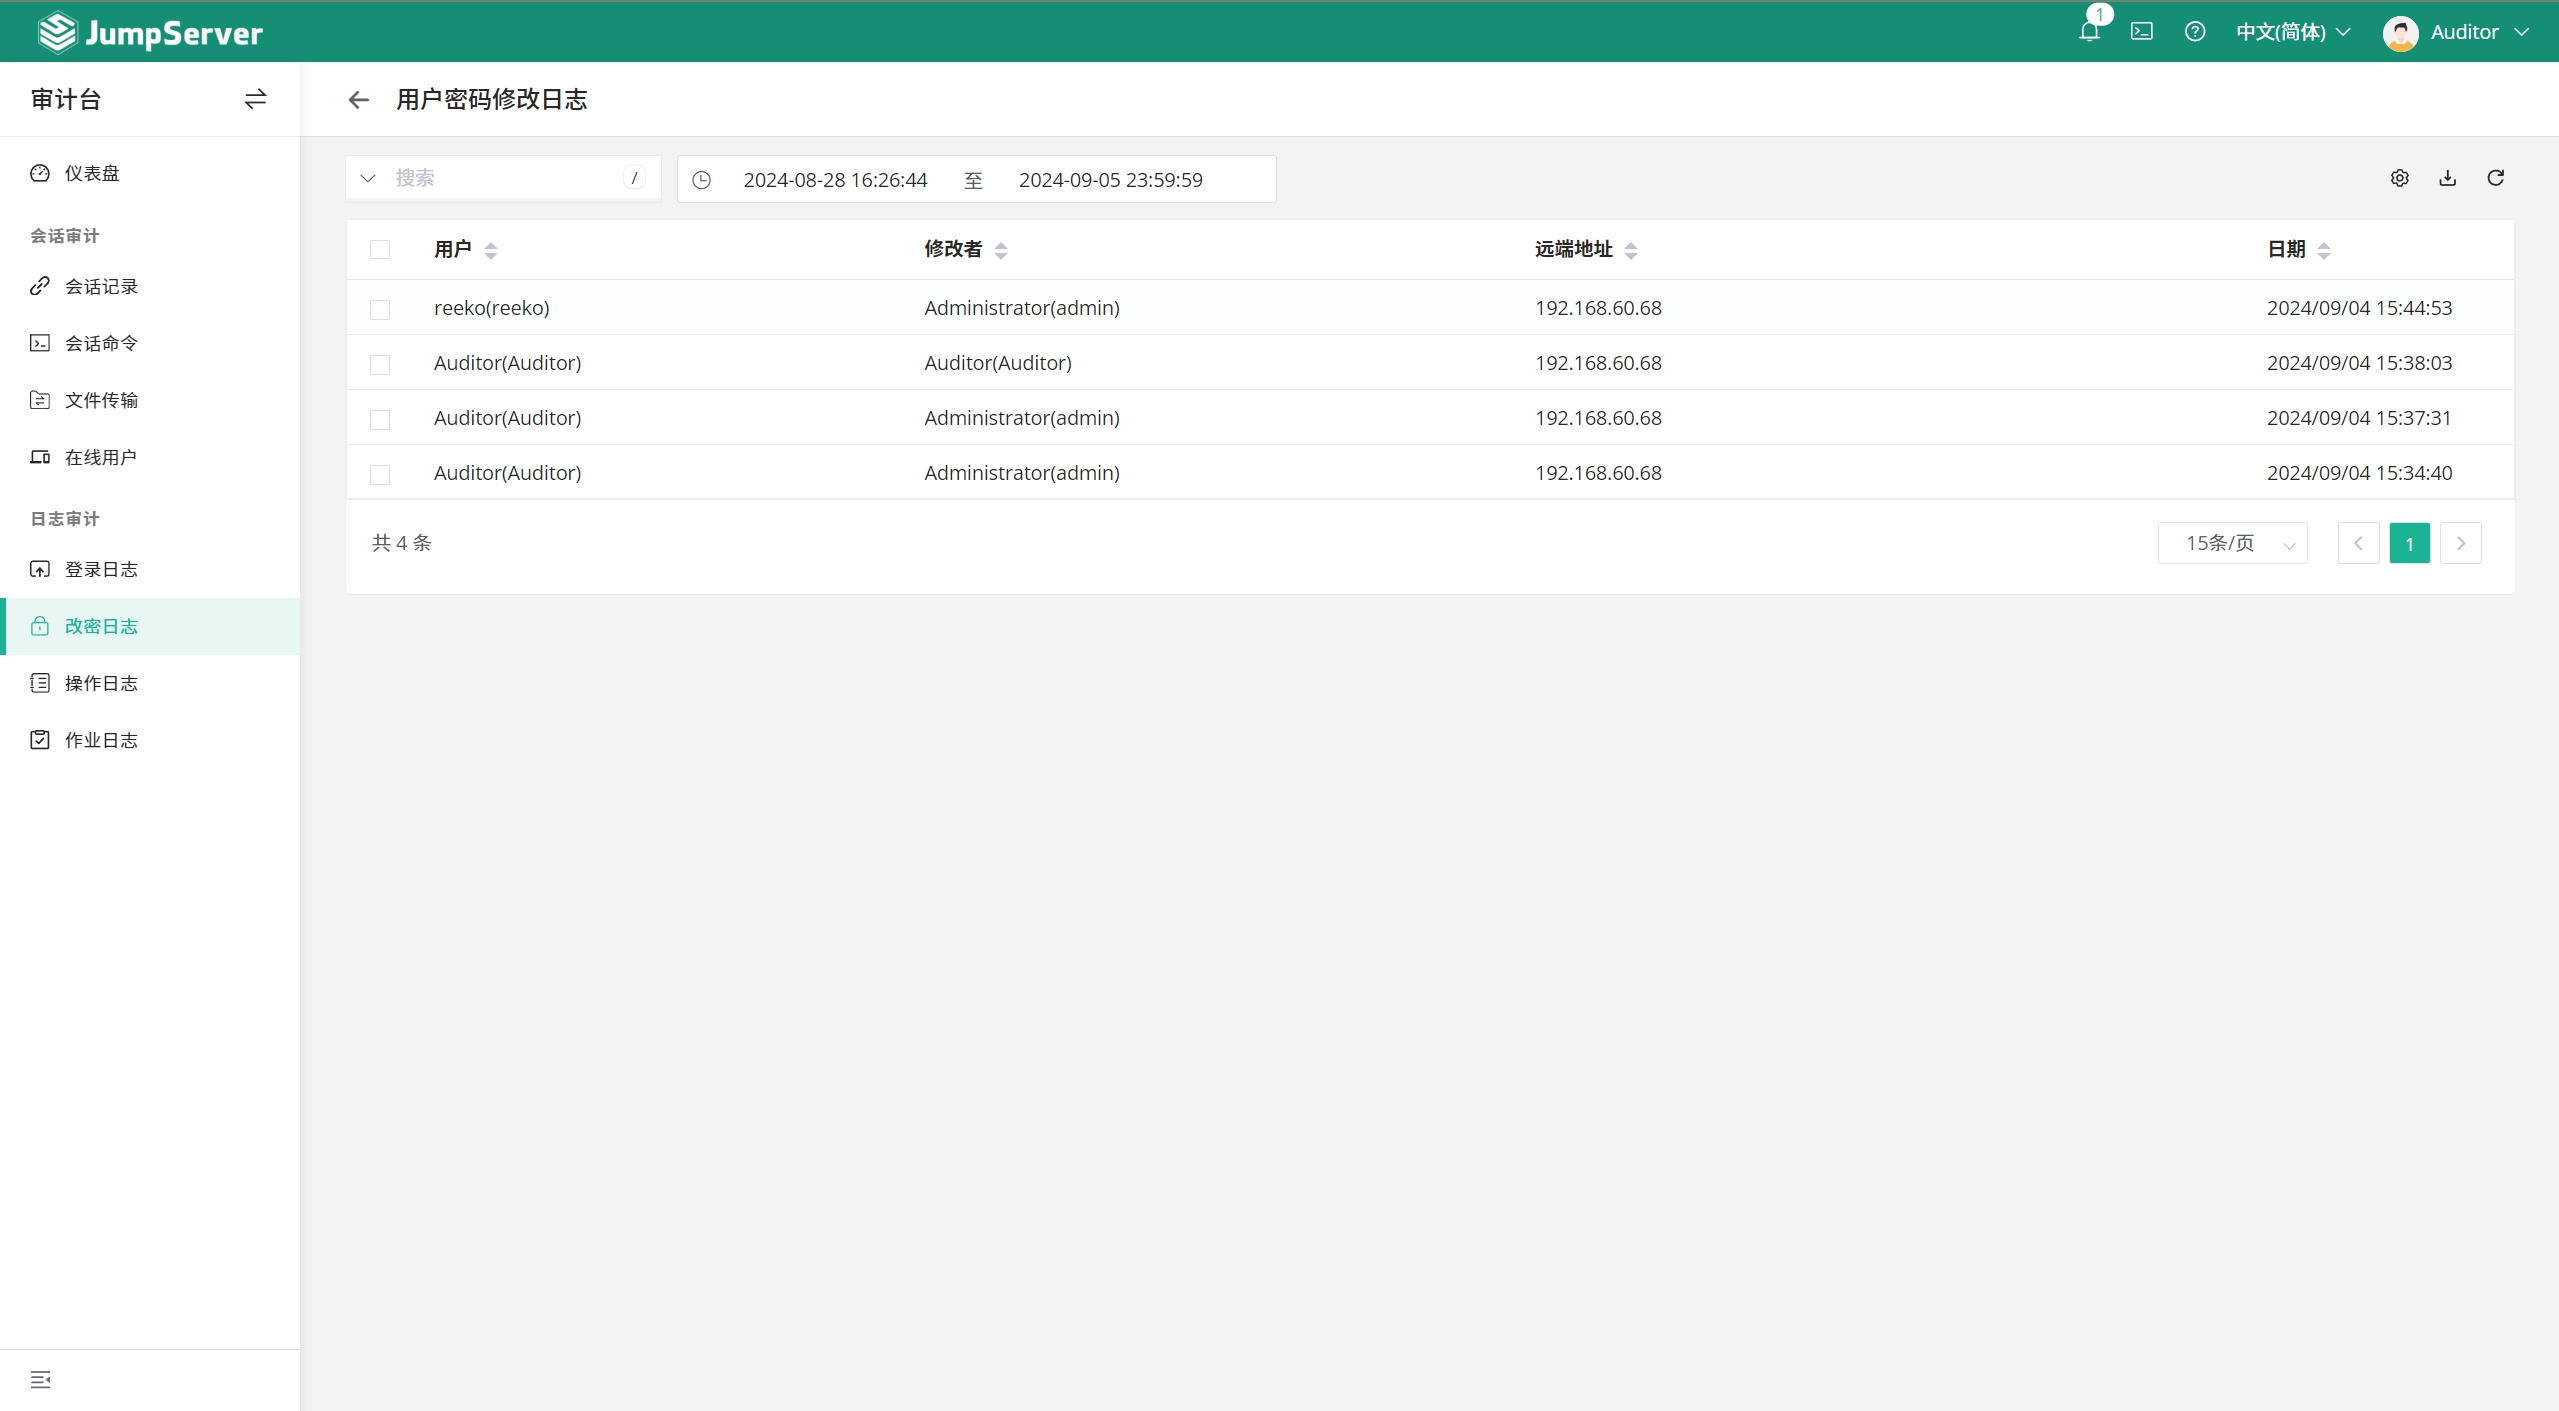 JumpServer
1
中文(简体)
Auditor
审计台
用户密码修改日志
仪表盘
会话审计
会话记录
会话命令
文件传输
在线用户
日志审计
登录日志
改密日志
操作日志
作业日志
搜索 /
2024-08-28 16:26:44 至 2024-09-05 23:59:59
用户 修改者 远端地址 日期
reeko(reeko) Administrator(admin) 192.168.60.68 2024/09/04 15:44:53
Auditor(Auditor) Auditor(Auditor) 192.168.60.68 2024/09/04 15:38:03
Auditor(Auditor) Administrator(admin) 192.168.60.68 2024/09/04 15:37:31
Auditor(Auditor) Administrator(admin) 192.168.60.68 2024/09/04 15:34:40
共 4 条 15条/页 1